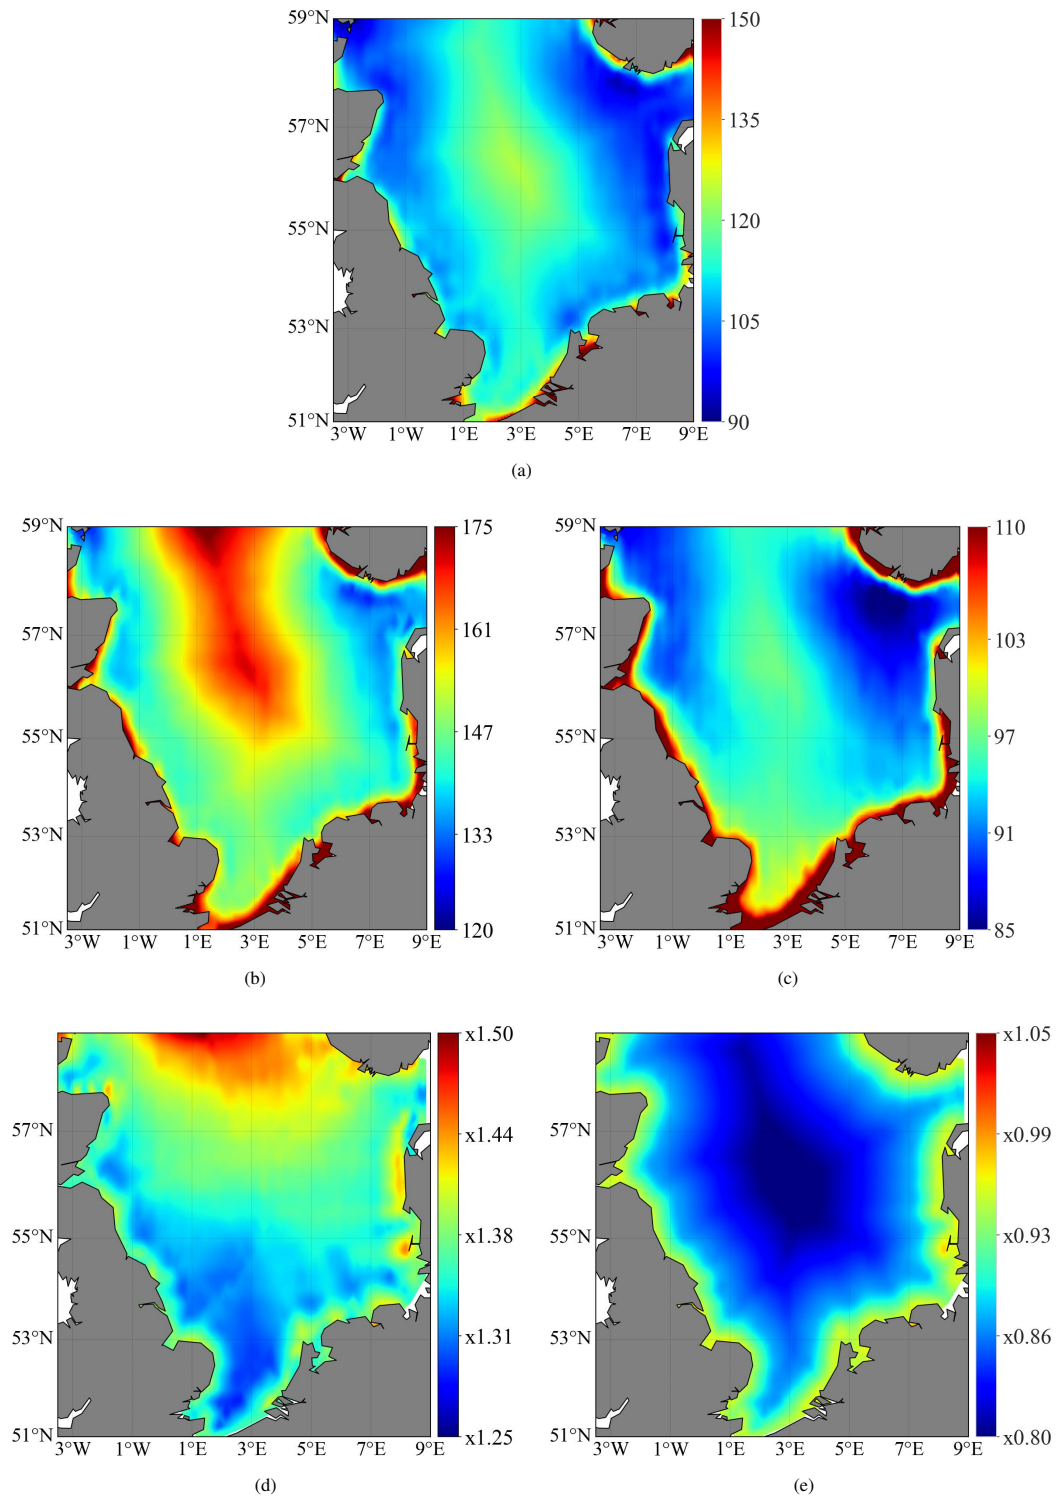 59°N
57°N
55°N
53°N
51°N
3°W 1°W 1°E 3°E 5°E 7°E 9°E
150
135
120
105
90
(a)
59°N
57°N
55°N
53°N
51°N
3°W 1°W 1°E 3°E 5°E 7°E 9°E
175
161
147
133
120
(b)
59°N
57°N
55°N
53°N
51°N
3°W 1°W 1°E 3°E 5°E 7°E 9°E
110
103
97
91
85
(c)
57°N
55°N
53°N
51°N
3°W 1°W 1°E 3°E 5°E 7°E 9°E
x1.50
x1.44
x1.38
x1.31
x1.25
(d)
57°N
55°N
53°N
51°N
3°W 1°W 1°E 3°E 5°E 7°E 9°E
x1.05
x0.99
x0.93
x0.86
x0.80
(e)